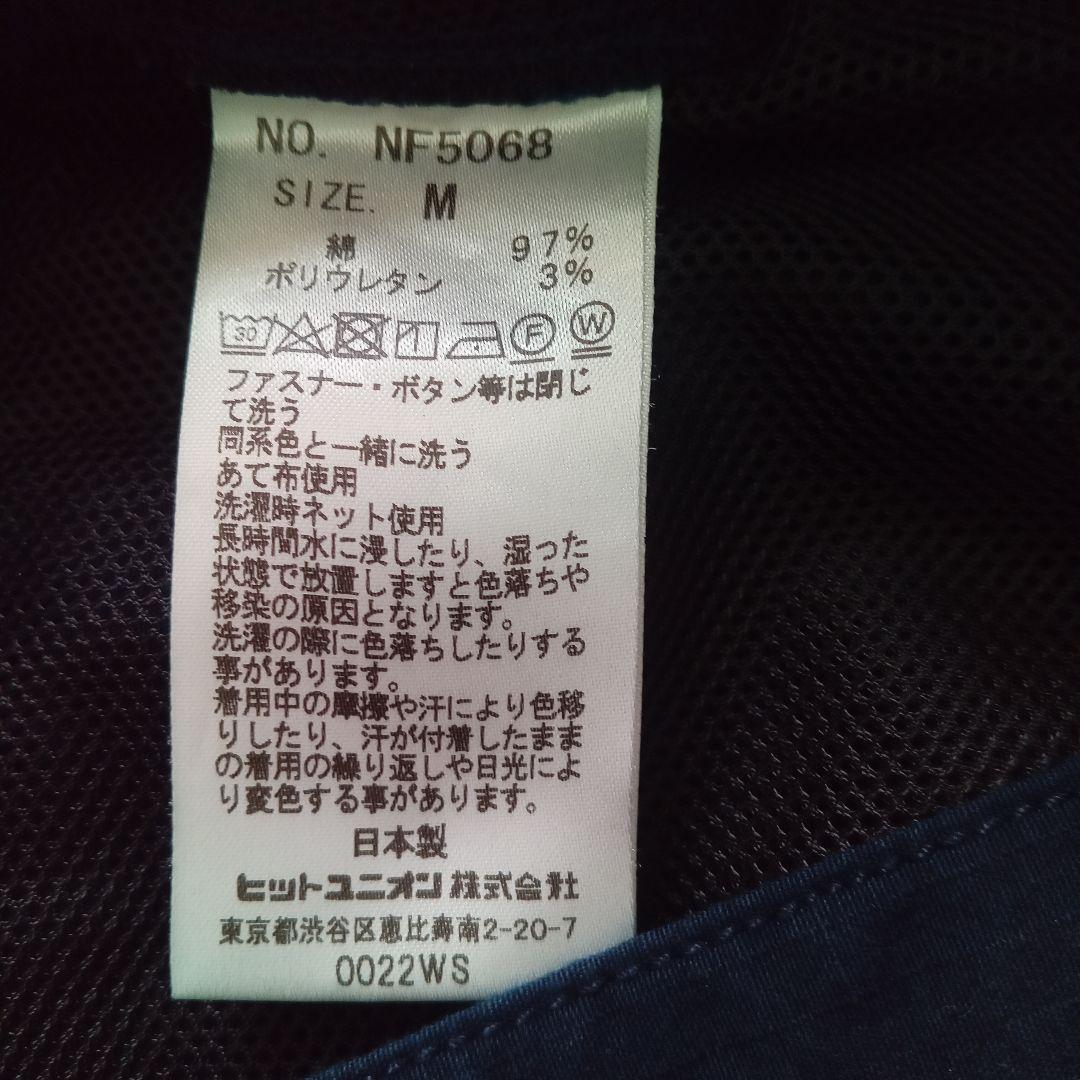 NO. NF5068
SIZE. M
綿 97%
ポリウレタン 3%
30
F W
ファスナー・ボタン等は閉じ
て洗う
同系色と一緒に洗う
あて布使用
洗濯時ネット使用
長時間水に浸したり、湿った
状態で放置しますと色落ちや
移染の原因となります。
洗濯の際に色落ちしたりする
事があります。
着用中の摩擦や汗により色移
りしたり、汗が付着したまま
の着用の繰り返しや日光によ
り変色する事があります。
日本製
ヒットユニオン株式会社
東京都渋谷区恵比寿南2-20-7
0022WS